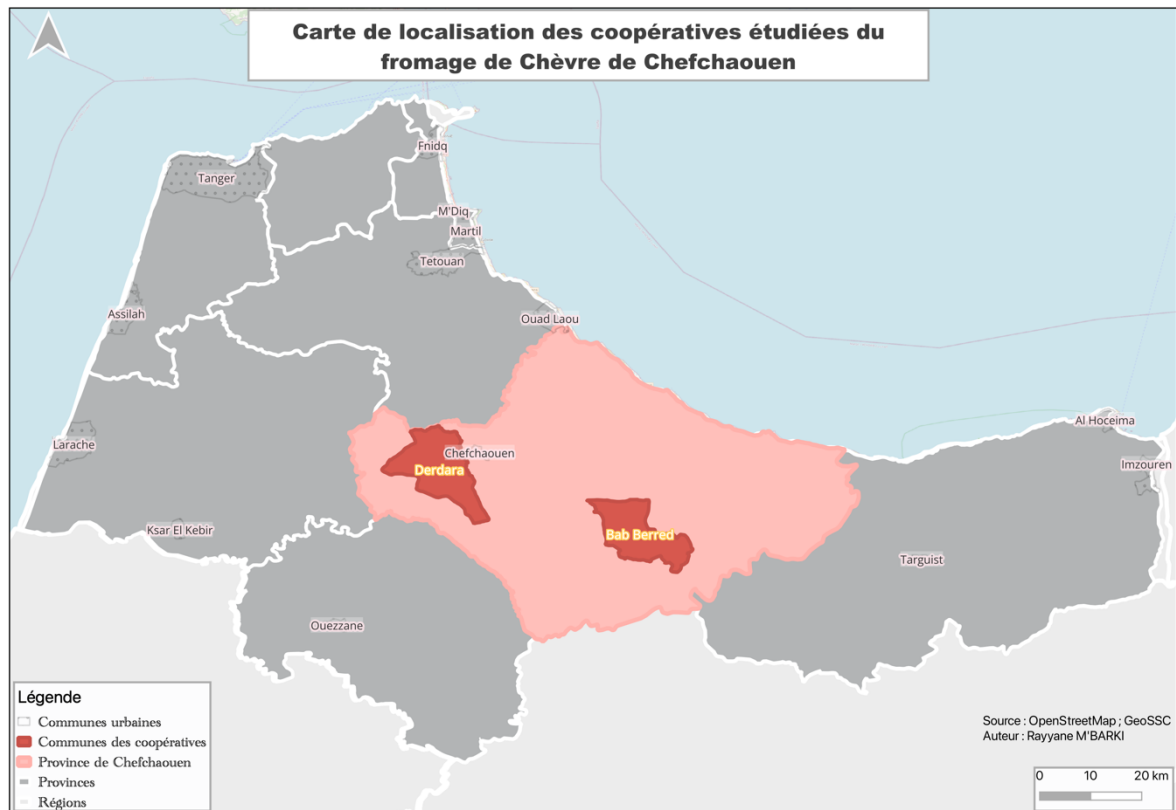 Carte de localisation des coopératives étudiées du
fromage de Chèvre de Chefchaouen
Fnidq
Tanger
M'Diq
Martil
Tetouan
Assilah
Ouad Laou
Larache
Chefchaouen
Derdara
Al Hoceima
Imzouren
Ksar El Kebir
Bab Berred
Targuist
Ouezzane
Légende
Communes urbaines
Communes des coopératives
Province de Chefchaouen
Provinces
Régions
Source : OpenStreetMap ; GeoSSC
Auteur : Rayyane M'BARKI
0 10 20 km